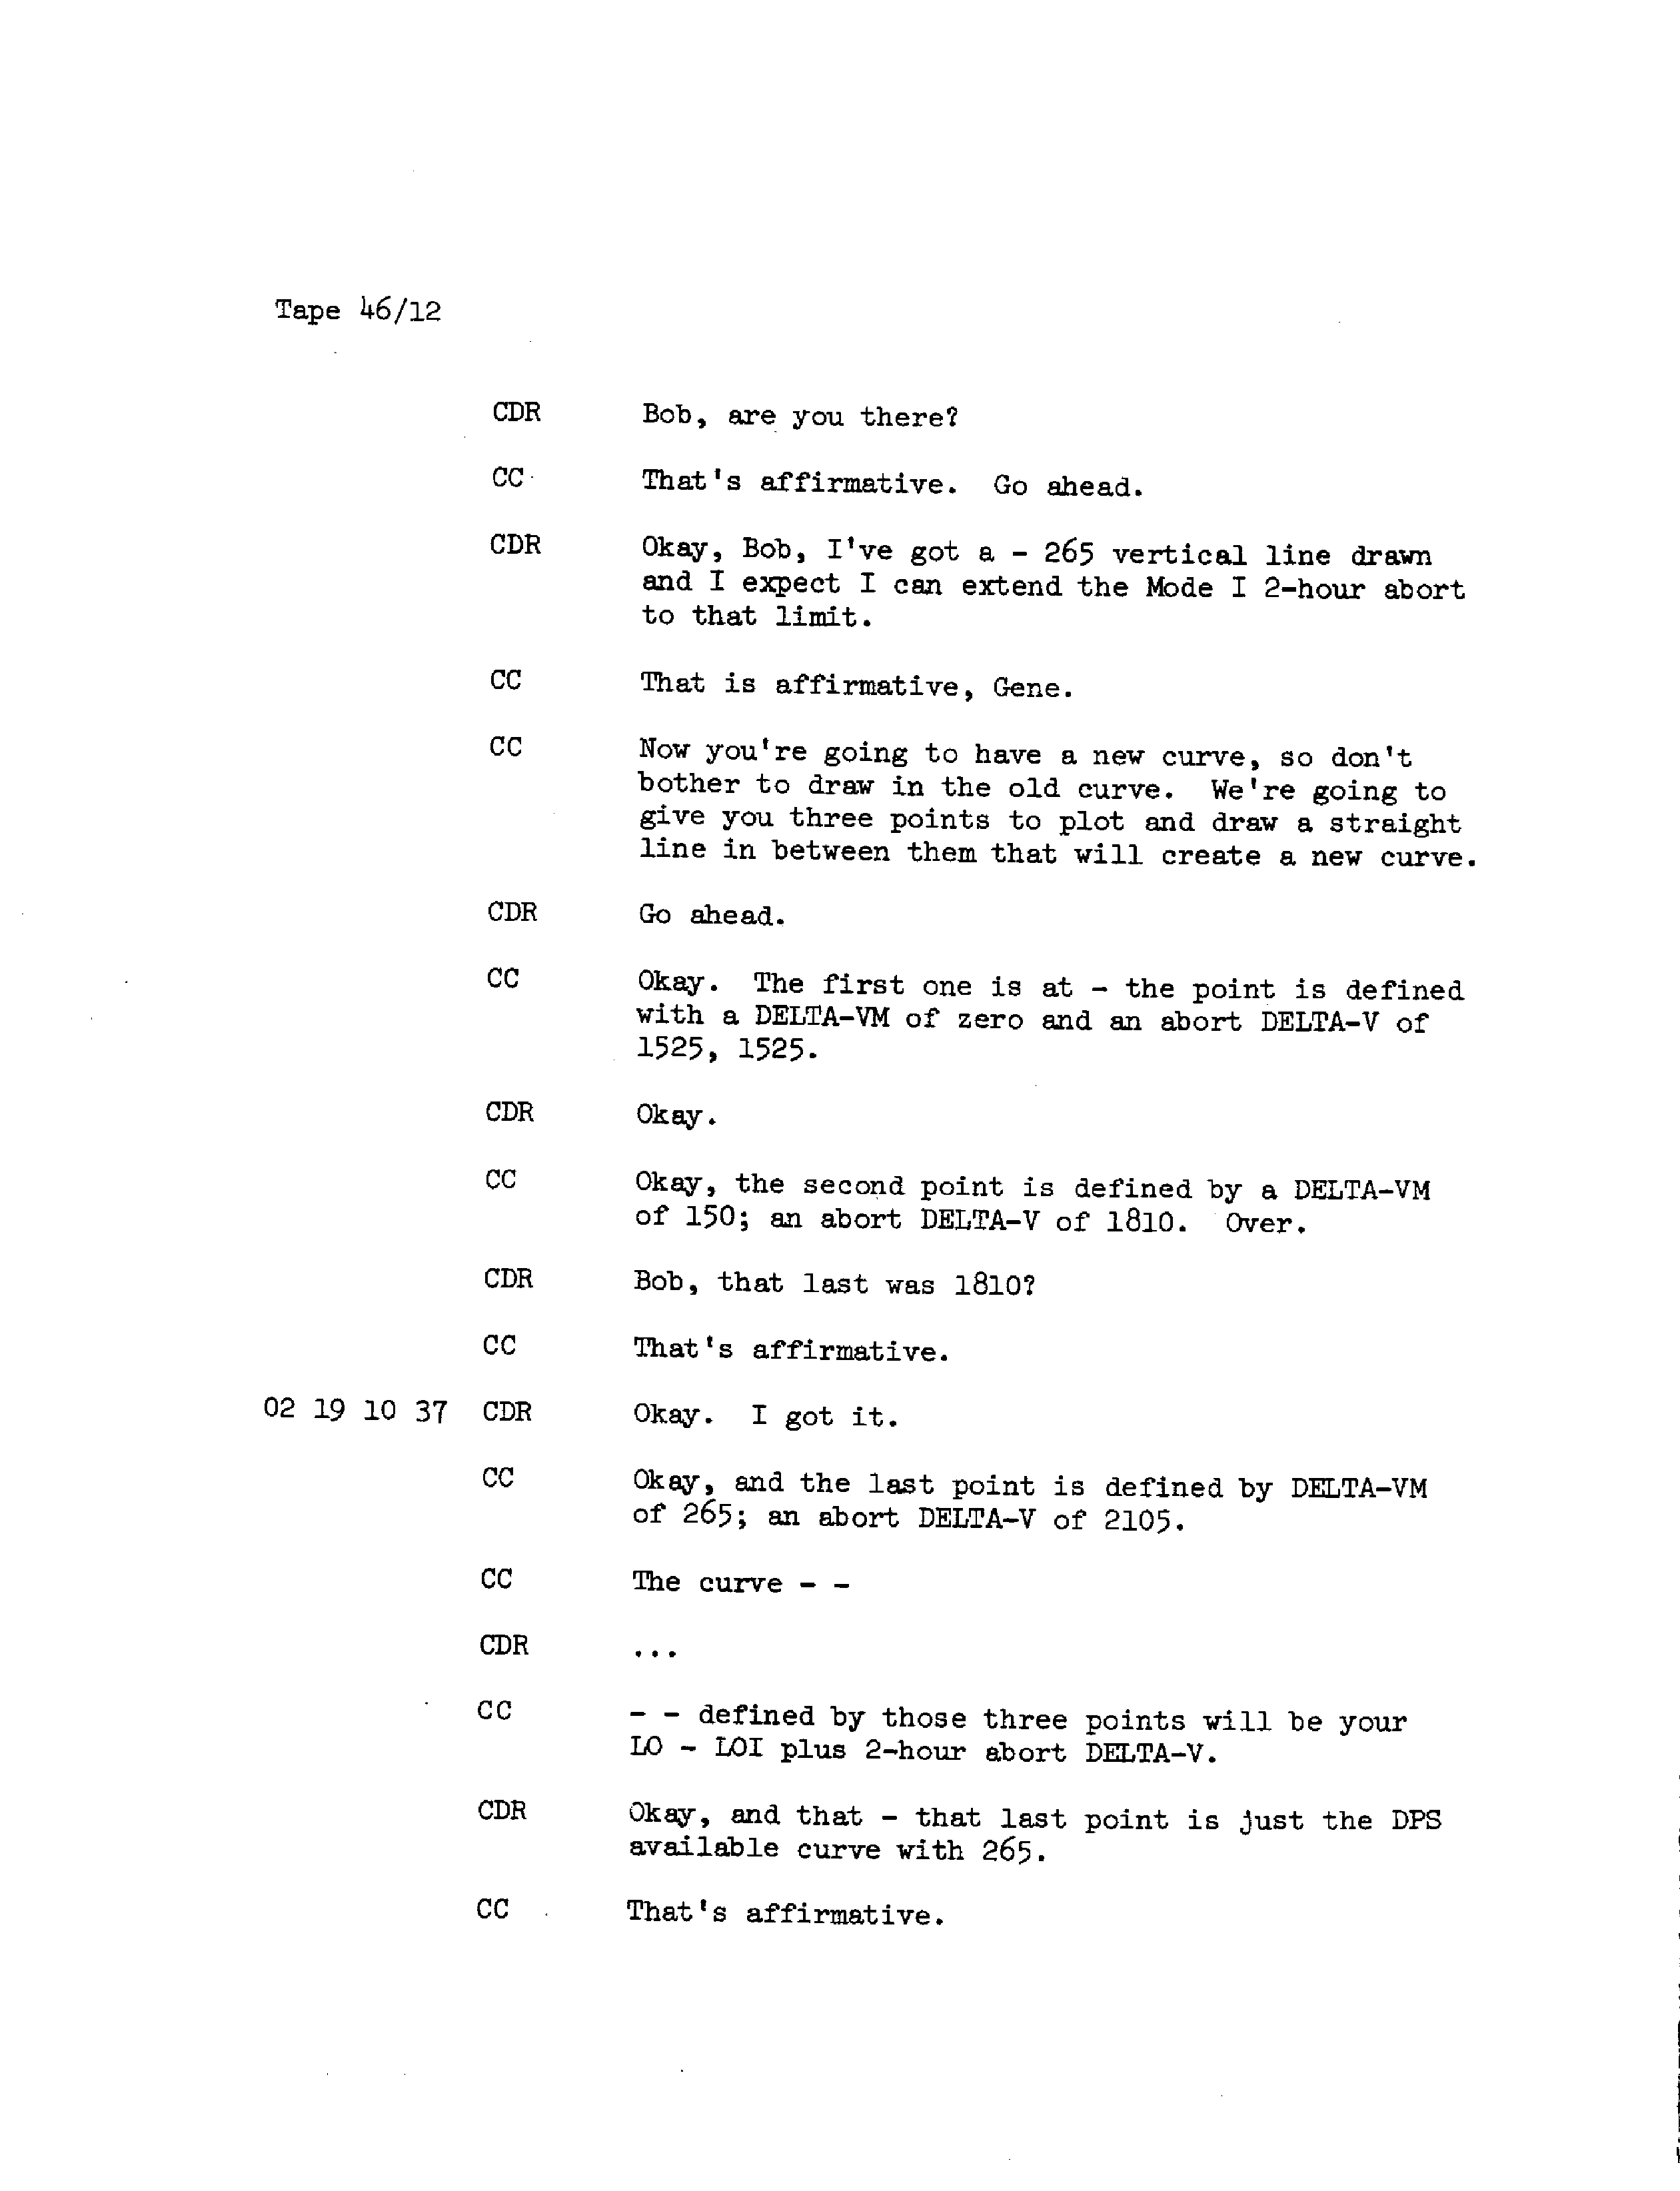 Tape 46/12
CDR Bob, are you there?
CC That's affirmative. Go ahead.
CDR Okay, Bob, I've got a - 265 vertical line drawn
and I expect I can extend the Mode I 2-hour abort
to that limit.
CC That is affirmative, Gene.
CC Now you're going to have a new curve, so don't
bother to draw in the old curve. We're going to
give you three points to plot and draw a straight
line in between them that will create a new curve.
CDR Go ahead.
CC Okay. The first one is at - the point is defined
with a DELTA-VM of zero and an abort DELTA-V of
1525, 1525.
CDR Okay.
CC Okay, the second point is defined by a DELTA-VM
of 150; an abort DELTA-V of 1810. Over.
CDR Bob, that last was 1810?
CC That's affirmative.
02 19 10 37 CDR Okay. I got it.
CC Okay, and the last point is defined by DELTA-VM
of 265; an abort DELTA-V of 2105.
CC The curve - -
CDR ...
CC - - defined by those three points will be your
LO - LOI plus 2-hour abort DELTA-V.
CDR Okay, and that - that last point is just the DPS
available curve with 265.
CC That's affirmative.